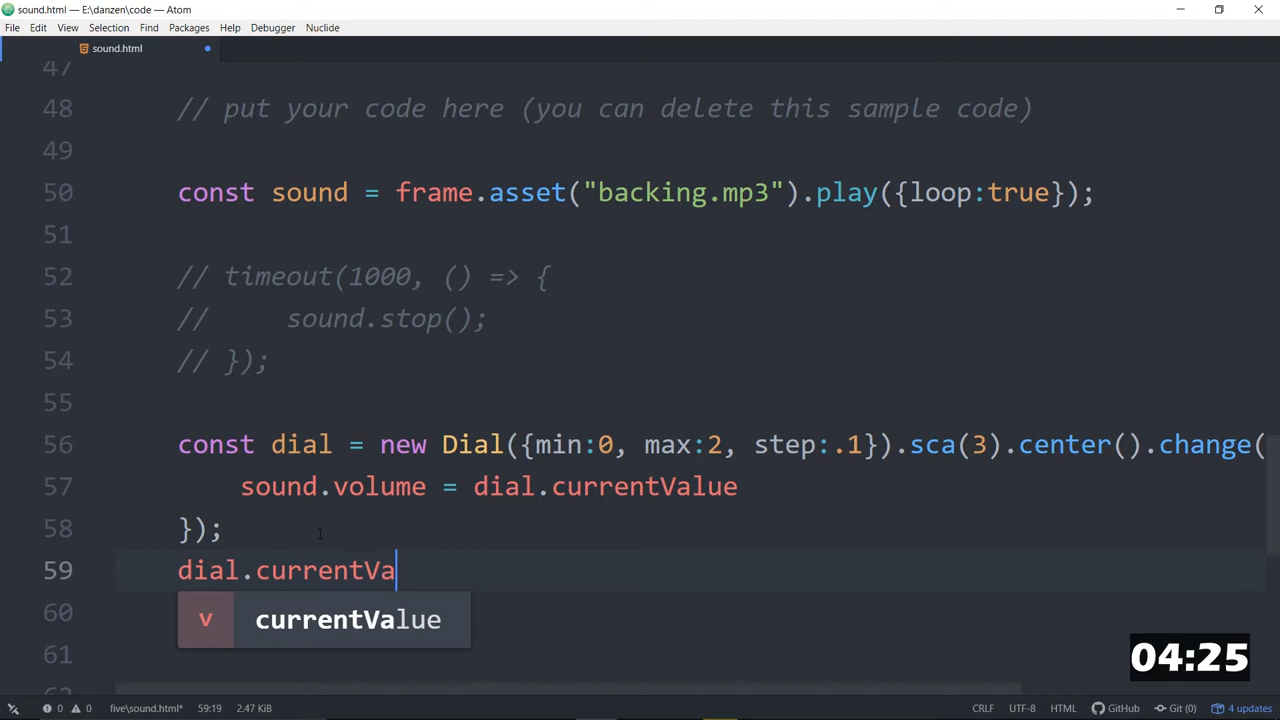 sound.html — E:\danzen\code — Atom
File Edit View Selection Find Packages Help Debugger Nuclide
sound.html
47
48 // put your code here (you can delete this sample code)
49
50 const sound = frame.asset("backing.mp3").play({loop:true});
51
52 // timeout(1000, () => {
53 //     sound.stop();
54 // });
55
56 const dial = new Dial({min:0, max:2, step:.1}).sca(3).center().change(
57     sound.volume = dial.currentValue
58 });
59 dial.currentVa
60 v currentValue
61
62
04:25
0 0 five\sound.html* 59:19 2.47 KiB CRLF UTF-8 HTML GitHub Git (0) 4 updates